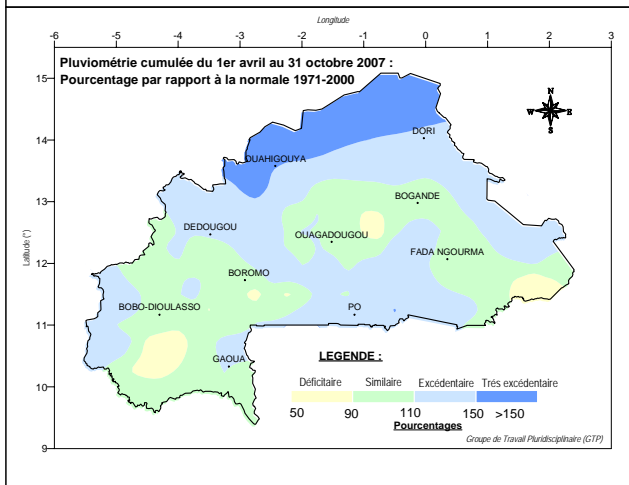 Longitude
-6 -5 -4 -3 -2 -1 0 1 2 3
Pluviométrie cumulée du 1er avril au 31 octobre 2007 :
Pourcentage par rapport à la normale 1971-2000
15
N
W E
S
14
DORI
OUAHIGOUYA
13
BOGANDE
DEDOUGOU
OUAGADOUGOU
Latitude (°)
12
FADA NGOURMA
BOROMO
BOBO-DIOULASSO
PO
11
GAOUA
LEGENDE :
10
Déficitaire Similaire Excédentaire Trés excédentaire
50 90 110 150 >150
Pourcentages
Groupe de Travail Pluridisciplinaire (GTP)
9